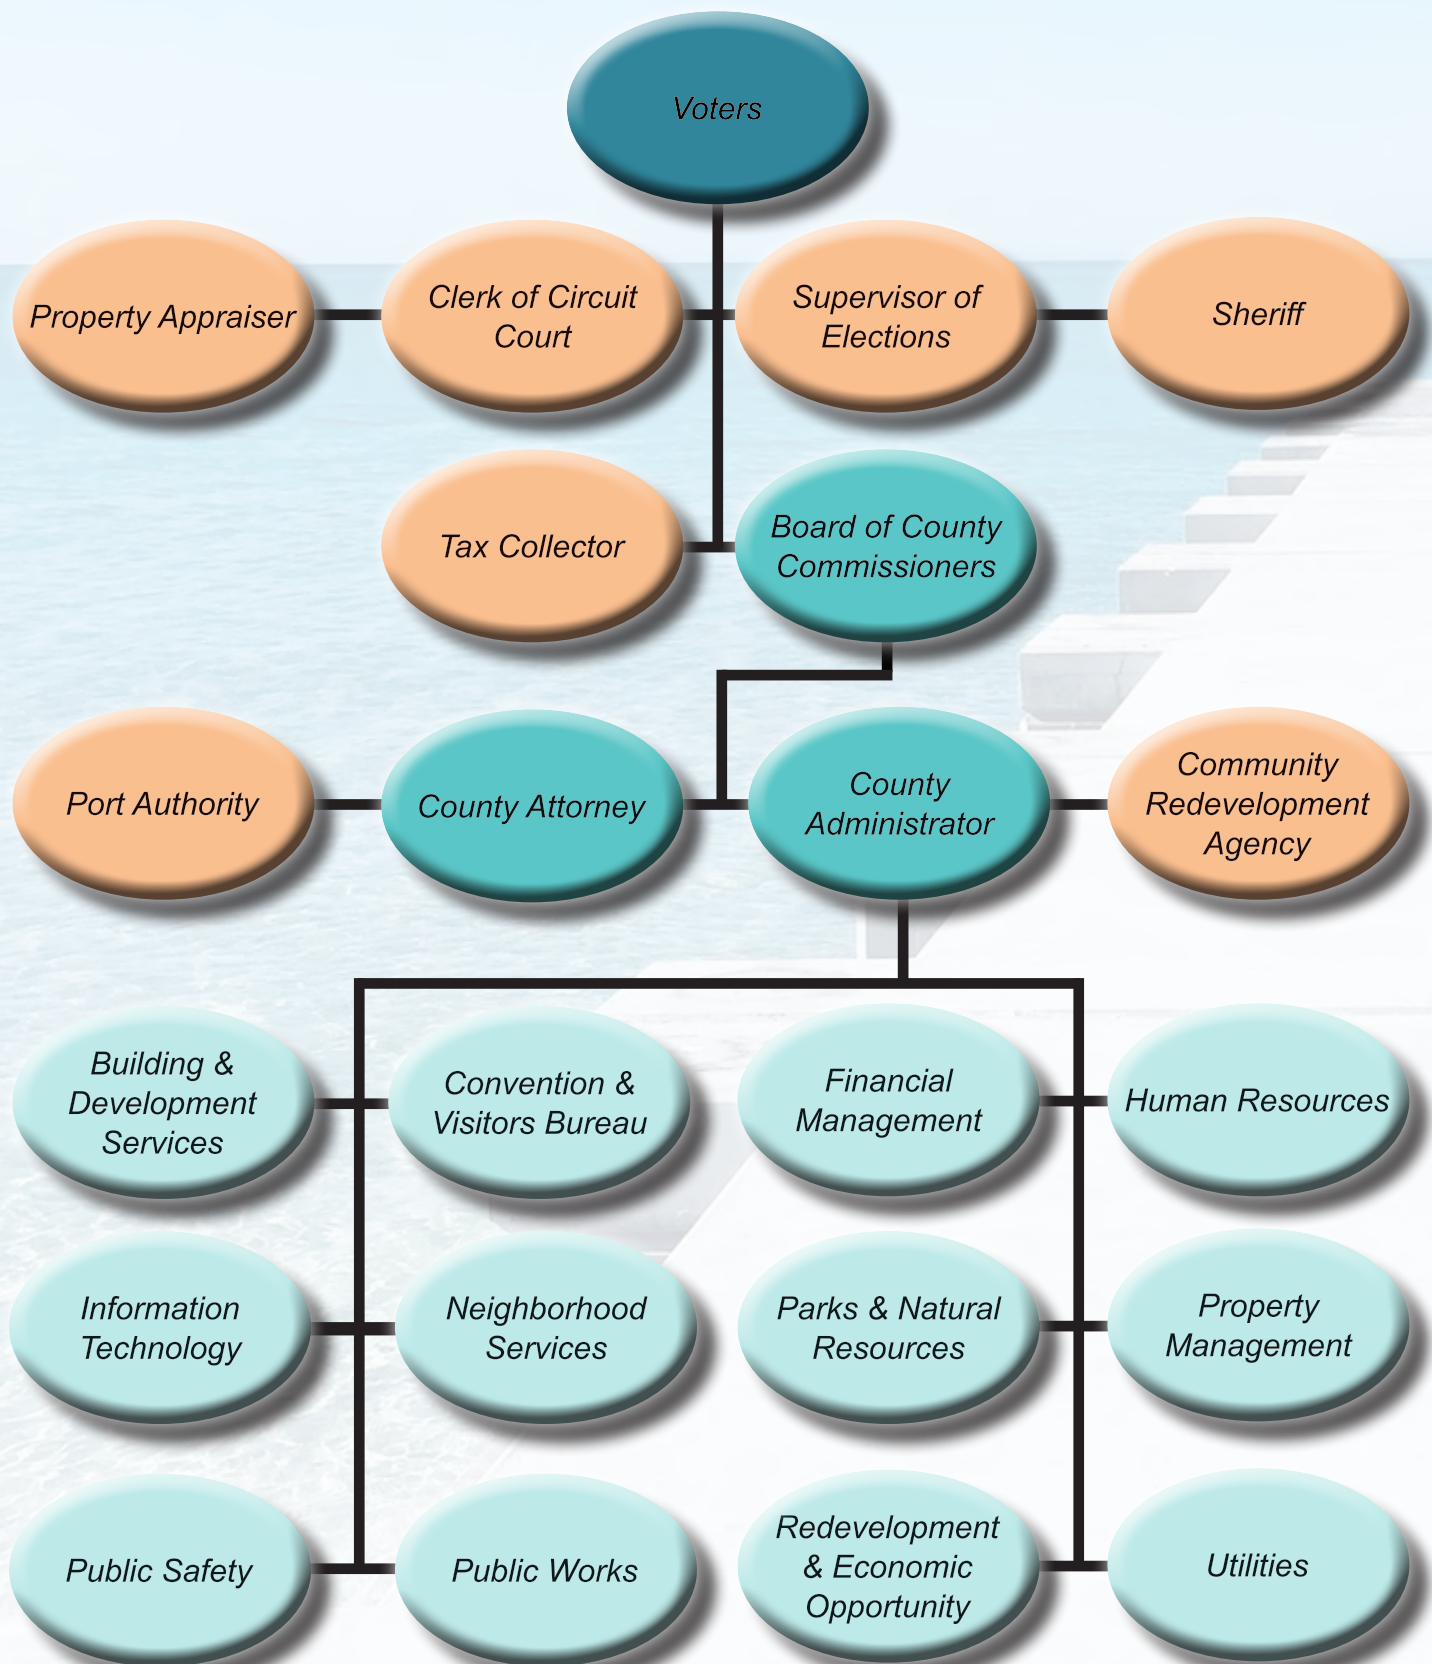 Voters
Property Appraiser
Clerk of Circuit
Court
Supervisor of
Elections
Sheriff
Tax Collector
Board of County
Commissioners
Port Authority
County Attorney
County
Administrator
Community
Redevelopment
Agency
Building &
Development
Services
Convention &
Visitors Bureau
Financial
Management
Human Resources
Information
Technology
Neighborhood
Services
Parks & Natural
Resources
Property
Management
Public Safety
Public Works
Redevelopment
& Economic
Opportunity
Utilities